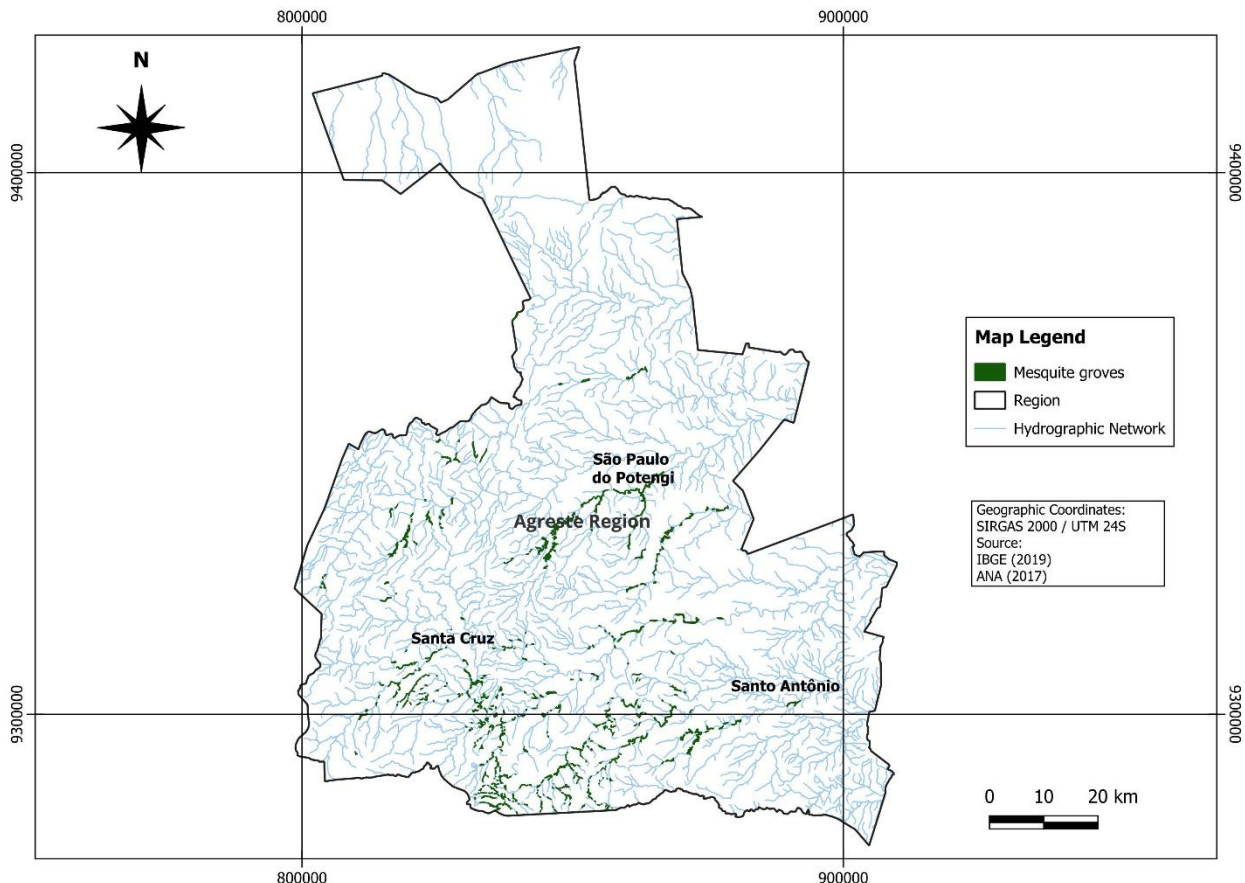 800000
900000
N
9400000
9400000
Map Legend
Mesquite groves
Region
Hydrographic Network
São Paulo
do Potengi
Agreste Region
Geographic Coordinates:
SIRGAS 2000 / UTM 24S
Source:
IBGE (2019)
ANA (2017)
Santa Cruz
Santo Antônio
9300000
9300000
0 10 20 km
800000
900000